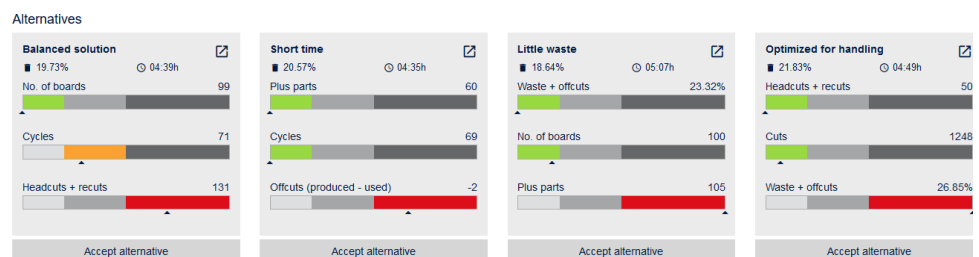 Alternatives
Balanced solution
19.73% 04:39h
No. of boards 99
Cycles 71
Headcuts + recuts 131
Accept alternative
Short time
20.57% 04:35h
Plus parts 60
Cycles 69
Offcuts (produced - used) -2
Accept alternative
Little waste
18.64% 05:07h
Waste + offcuts 23.32%
No. of boards 100
Plus parts 105
Accept alternative
Optimized for handling
21.83% 04:49h
Headcuts + recuts 50
Cuts 1248
Waste + offcuts 26.85%
Accept alternative